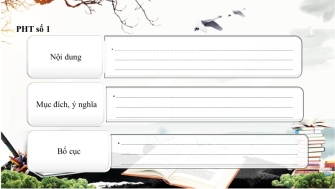 PHT số 1
Nội dung
Mục đích, ý nghĩa
Bố cục